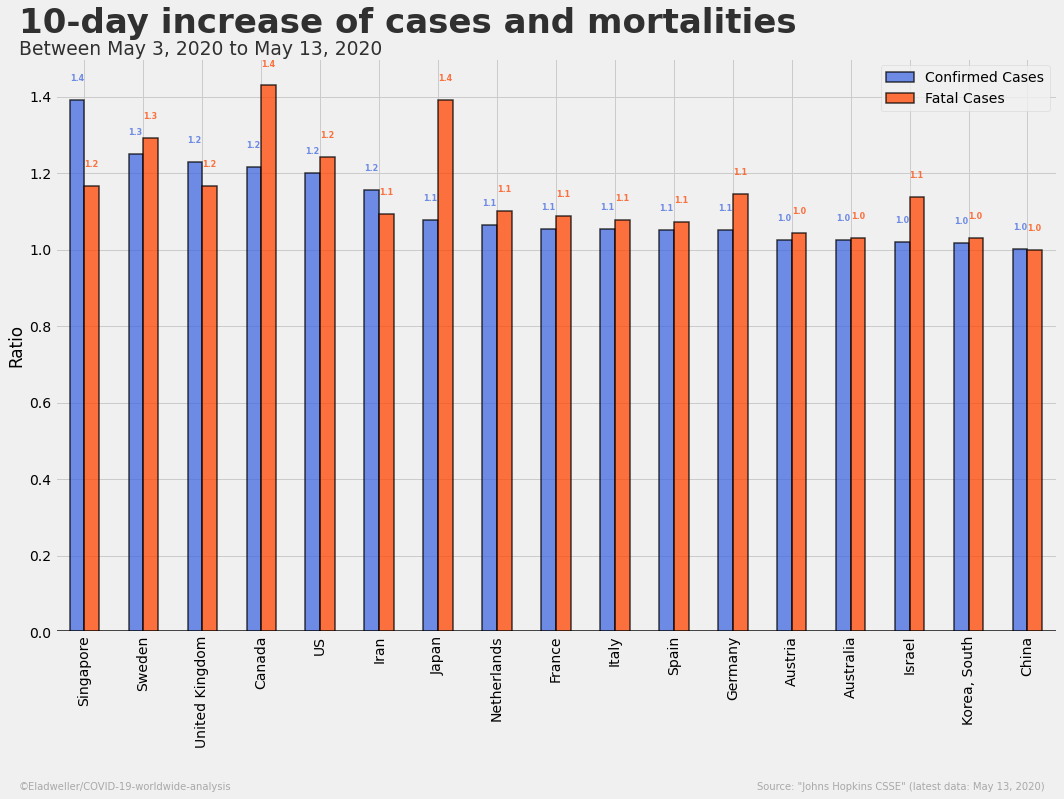 10-day increase of cases and mortalities
Between May 3, 2020 to May 13, 2020
Confirmed Cases
Fatal Cases
Ratio
1.4
1.2
1.0
0.8
0.6
0.4
0.2
0.0
1.4 1.2 1.3 1.3 1.2 1.2 1.2 1.4 1.2 1.2 1.2 1.1 1.1 1.4 1.1 1.1 1.1 1.1 1.1 1.1 1.1 1.1 1.1 1.1 1.0 1.0 1.0 1.0 1.0 1.1 1.0 1.0 1.0 1.0
Singapore
Sweden
United Kingdom
Canada
US
Iran
Japan
Netherlands
France
Italy
Spain
Germany
Austria
Australia
Israel
Korea, South
China
©Eladweller/COVID-19-worldwide-analysis
Source: "Johns Hopkins CSSE" (latest data: May 13, 2020)